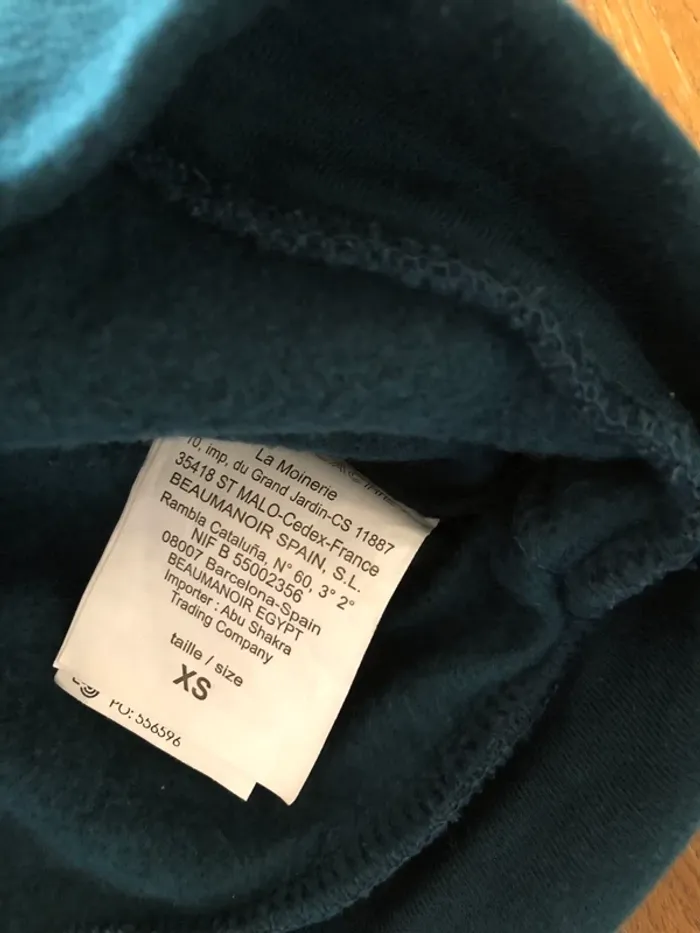 La Moinerie
10, imp. du Grand Jardin-CS 11887
35418 ST MALO-Cedex-France
BEAUMANOIR SPAIN, S.L.
Rambla Cataluña, N° 60, 3° 2°
NIF B 55002356
08007 Barcelona-Spain
BEAUMANOIR EGYPT
Importer : Abu Shakra
Trading Company
taille / size
XS
PO: 556596